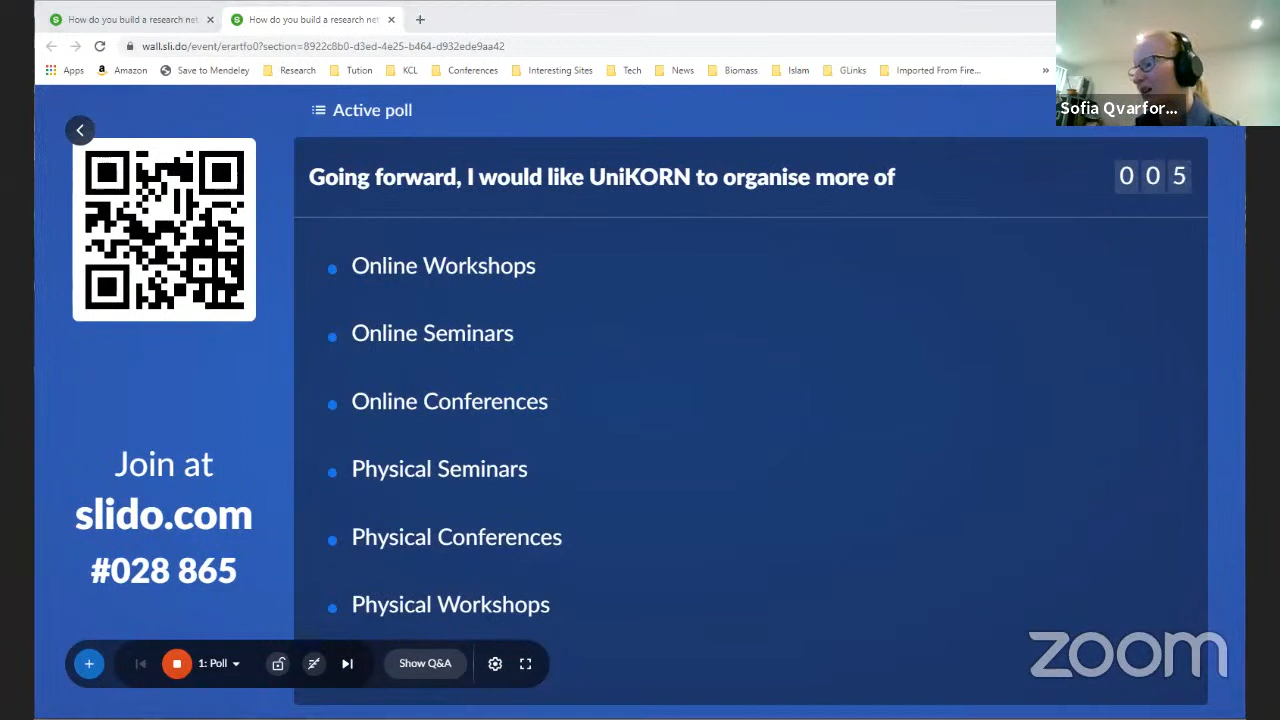 How do you build a research net
How do you build a research net
wall.sli.do/event/erartfo0?section=8922c8b0-d3ed-4e25-b464-d932ede9aa42
Apps
Amazon
Save to Mendeley
Research
Tution
KCL
Conferences
Interesting Sites
Tech
News
Biomass
Islam
GLinks
Imported From Fire...
»
Sofia Qvarfor...
Active poll
Going forward, I would like UniKORN to organise more of
005
Online Workshops
Online Seminars
Online Conferences
Physical Seminars
Physical Conferences
Physical Workshops
Join at
slido.com
#028 865
1: Poll
Show Q&A
zoom